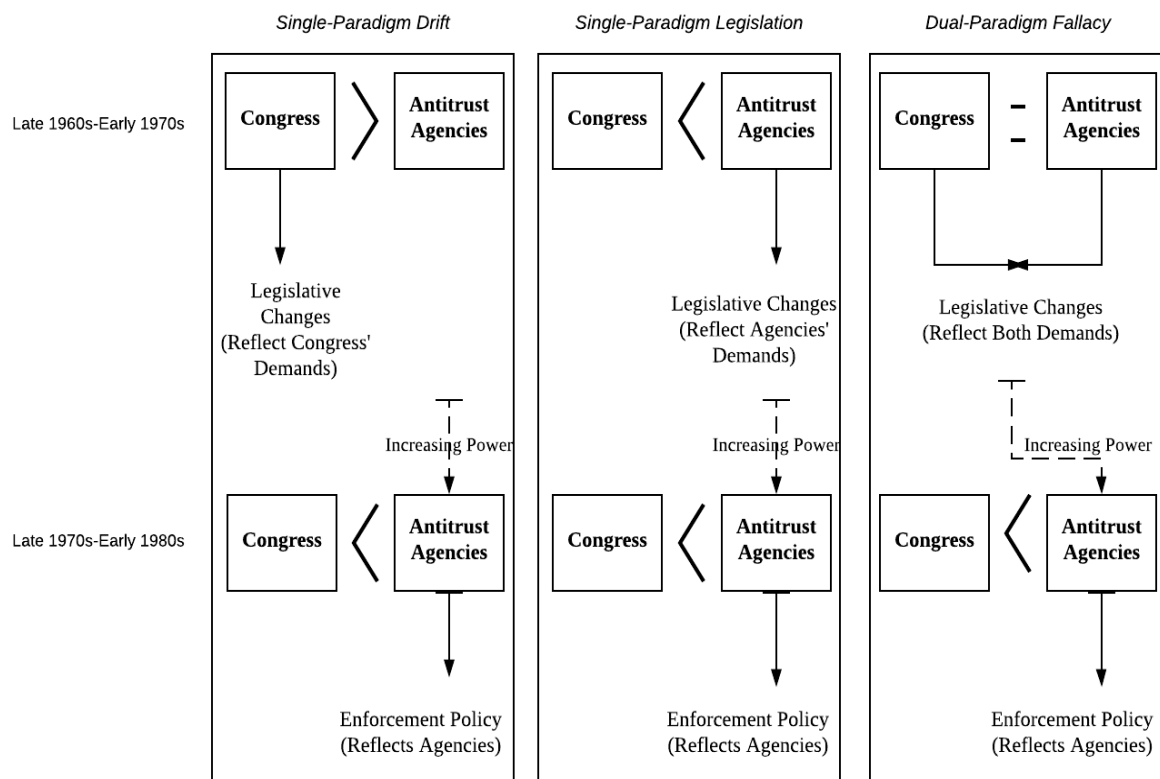 Single-Paradigm Drift
Single-Paradigm Legislation
Dual-Paradigm Fallacy
Late 1960s-Early 1970s
Congress
Antitrust
Agencies
Congress
Antitrust
Agencies
Congress
Antitrust
Agencies
Legislative
Changes
(Reflect Congress'
Demands)
Legislative Changes
(Reflect Agencies'
Demands)
Legislative Changes
(Reflect Both Demands)
Increasing Power
Increasing Power
Increasing Power
Late 1970s-Early 1980s
Congress
Antitrust
Agencies
Congress
Antitrust
Agencies
Congress
Antitrust
Agencies
Enforcement Policy
(Reflects Agencies)
Enforcement Policy
(Reflects Agencies)
Enforcement Policy
(Reflects Agencies)